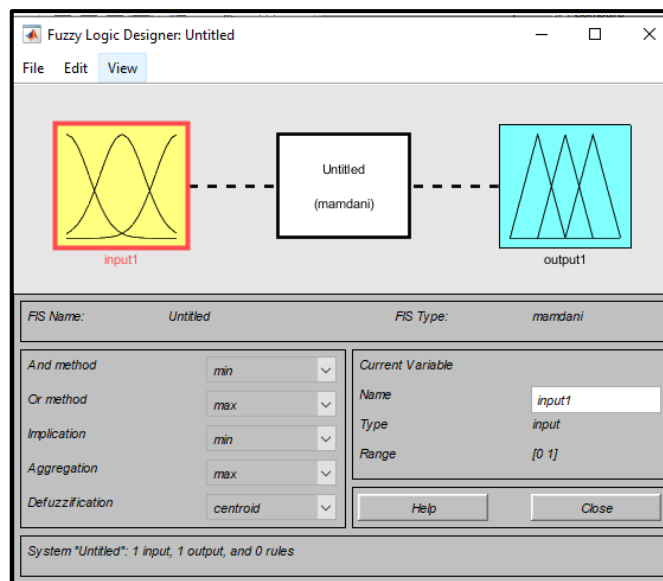 Fuzzy Logic Designer: Untitled
File Edit View
Untitled
(mamdani)
input1
output1
FIS Name: Untitled FIS Type: mamdani
And method min
Or method max
Implication min
Aggregation max
Defuzzification centroid
Current Variable
Name input1
Type input
Range [0 1]
Help Close
System "Untitled": 1 input, 1 output, and 0 rules